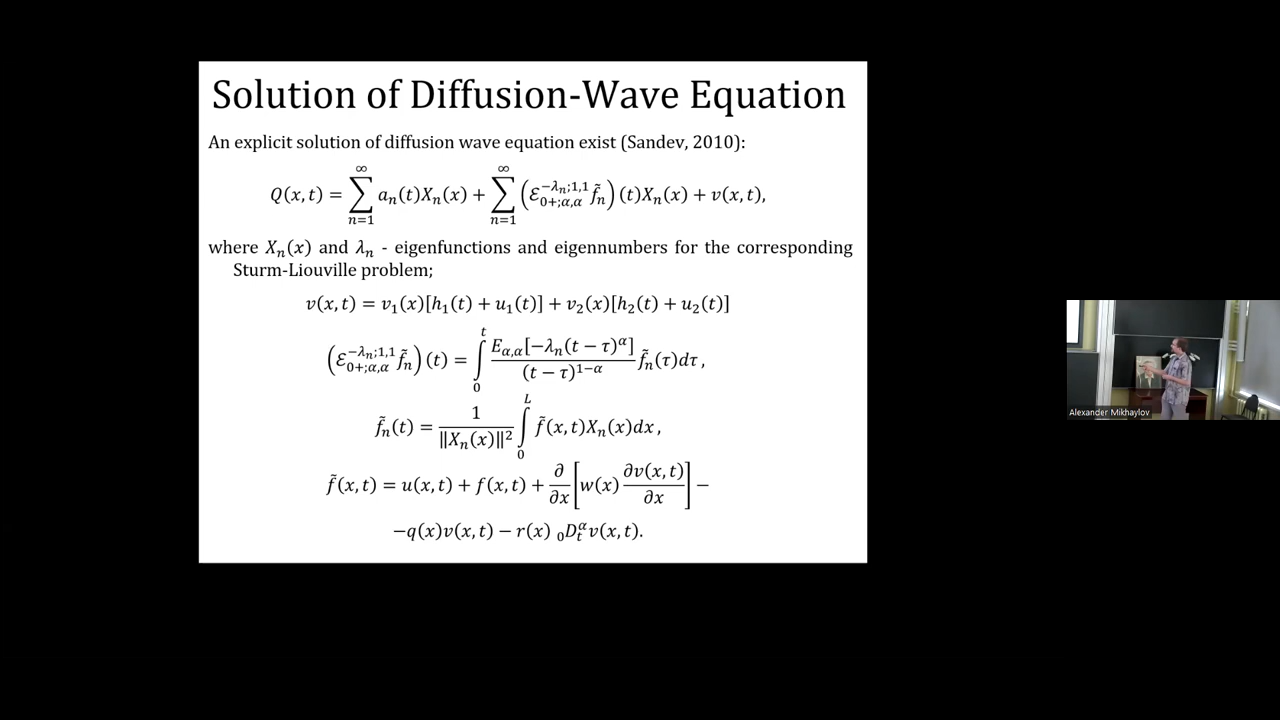 Solution of Diffusion-Wave Equation
An explicit solution of diffusion wave equation exist (Sandev, 2010):
Q(x, t) = ∑_{n=1}^{∞} a_n(t)X_n(x) + ∑_{n=1}^{∞} (ℰ_{0+;α,α}^{−λ_n;1,1} f̃_n)(t)X_n(x) + v(x, t),
where X_n(x) and λ_n - eigenfunctions and eigennumbers for the corresponding
Sturm-Liouville problem;
v(x, t) = v_1(x)[h_1(t) + u_1(t)] + v_2(x)[h_2(t) + u_2(t)]
(ℰ_{0+;α,α}^{−λ_n;1,1} f̃_n)(t) = ∫_0^t E_{α,α}[−λ_n(t − τ)^α] / (t − τ)^{1−α} f̃_n(τ)dτ,
f̃_n(t) = 1 / ‖X_n(x)‖² ∫_0^L f̃(x, t)X_n(x)dx,
f̃(x, t) = u(x, t) + f(x, t) + ∂/∂x [w(x) ∂v(x, t)/∂x] −
−q(x)v(x, t) − r(x) ₀D_t^α v(x, t).
Alexander Mikhaylov